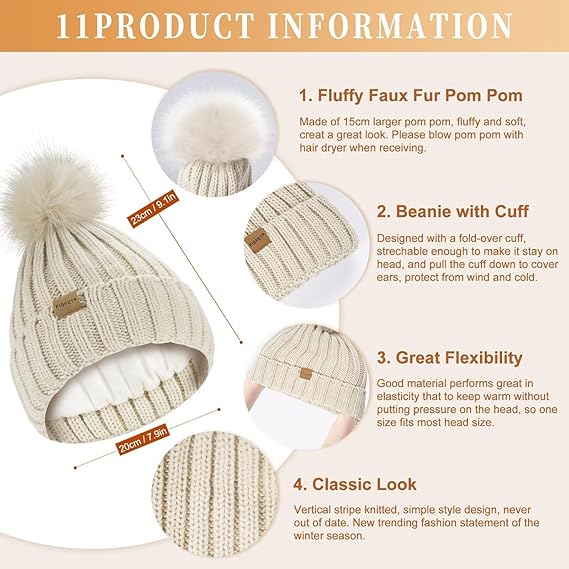 11PRODUCT INFORMATION
1. Fluffy Faux Fur Pom Pom
Made of 15cm larger pom pom, fluffy and soft,
creat a great look. Please blow pom pom with
hair dryer when receiving.
23cm / 9.1in
2. Beanie with Cuff
Designed with a fold-over cuff,
strechable enough to make it stay on
head, and pull the cuff down to cover
ears, protect from wind and cold.
3. Great Flexibility
Good material performs great in
elasticity that to keep warm without
putting pressure on the head, so one
size fits most head size.
20cm / 7.9in
4. Classic Look
Vertical stripe knitted, simple style design, never
out of date. New trending fashion statement of the
winter season.